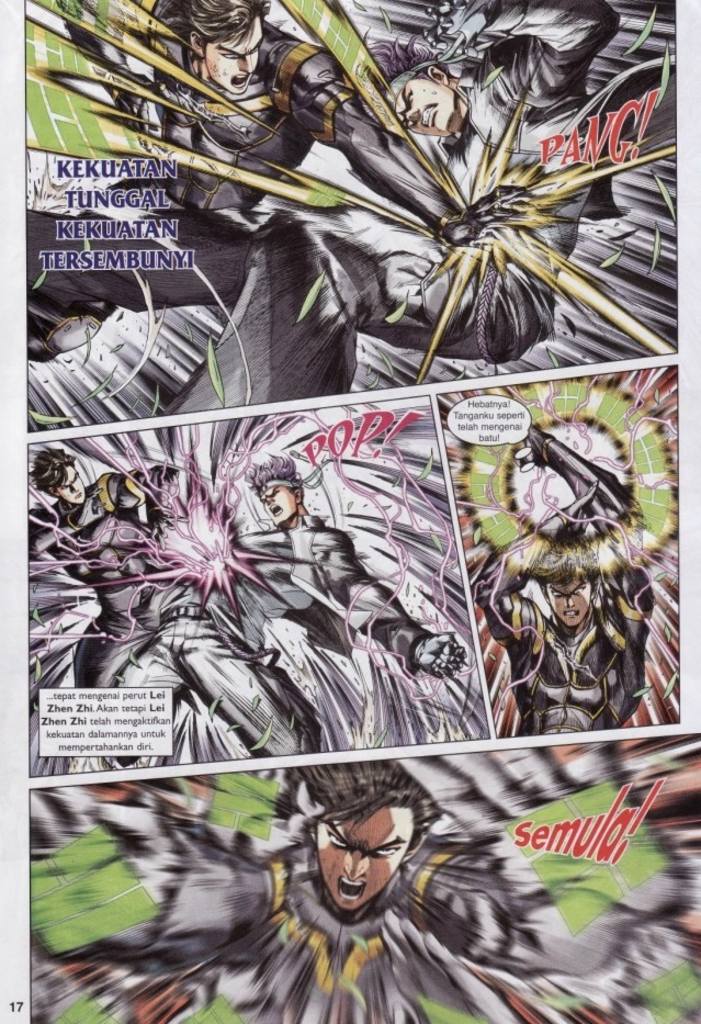 PANG!
KEKUATAN
TUNGGAL
KEKUATAN
TERSEMBUNYI
POP!
Hebatnya!
Tanganku seperti
telah mengenai
batu!
...tepat mengenai perut Lei
Zhen Zhi. Akan tetapi Lei
Zhen Zhi telah mengaktifkan
kekuatan dalamannya untuk
mempertahankan diri.
semula!
17